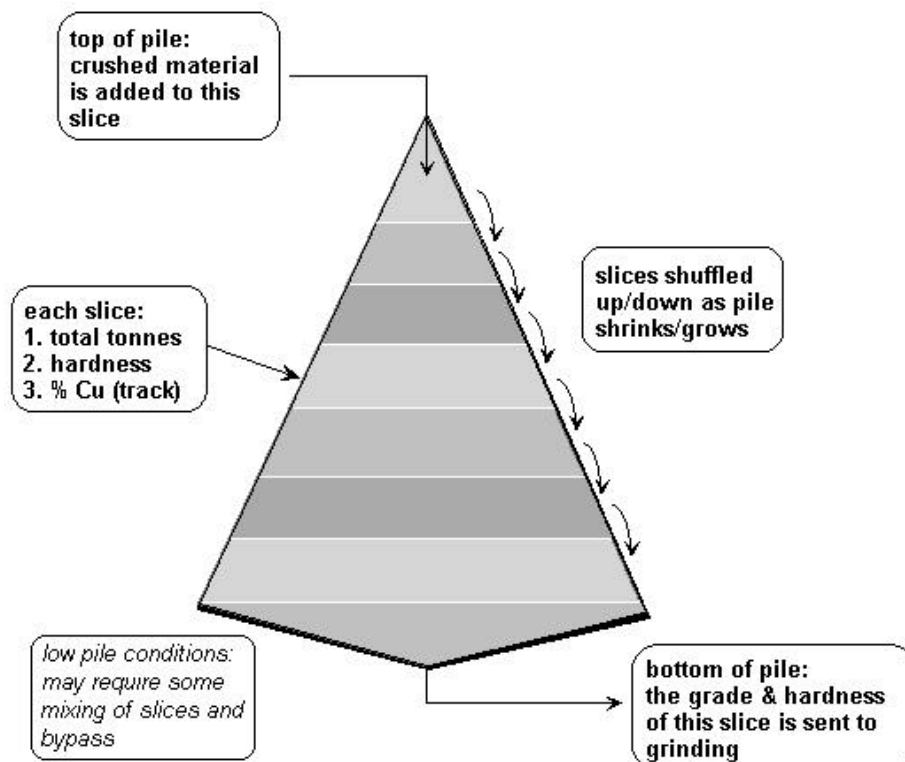 top of pile:
crushed material
is added to this
slice
slices shuffled
up/down as pile
shrinks/grows
each slice:
1. total tonnes
2. hardness
3. % Cu (track)
low pile conditions:
may require some
mixing of slices and
bypass
bottom of pile:
the grade & hardness
of this slice is sent to
grinding